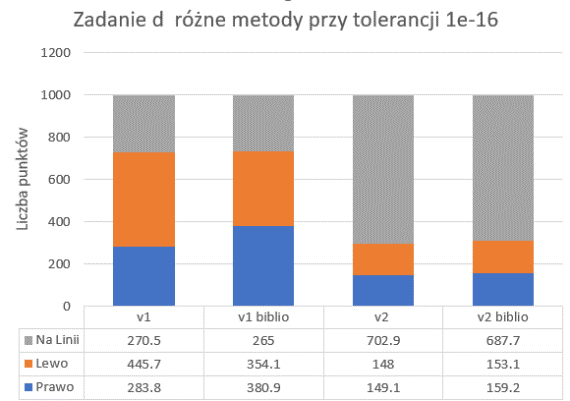 Zadanie d różne metody przy tolerancji 1e-16
Liczba punktów
1200
1000
800
600
400
200
0
v1 v1 biblio v2 v2 biblio
Na Linii 270.5 265 702.9 687.7
Lewo 445.7 354.1 148 153.1
Prawo 283.8 380.9 149.1 159.2